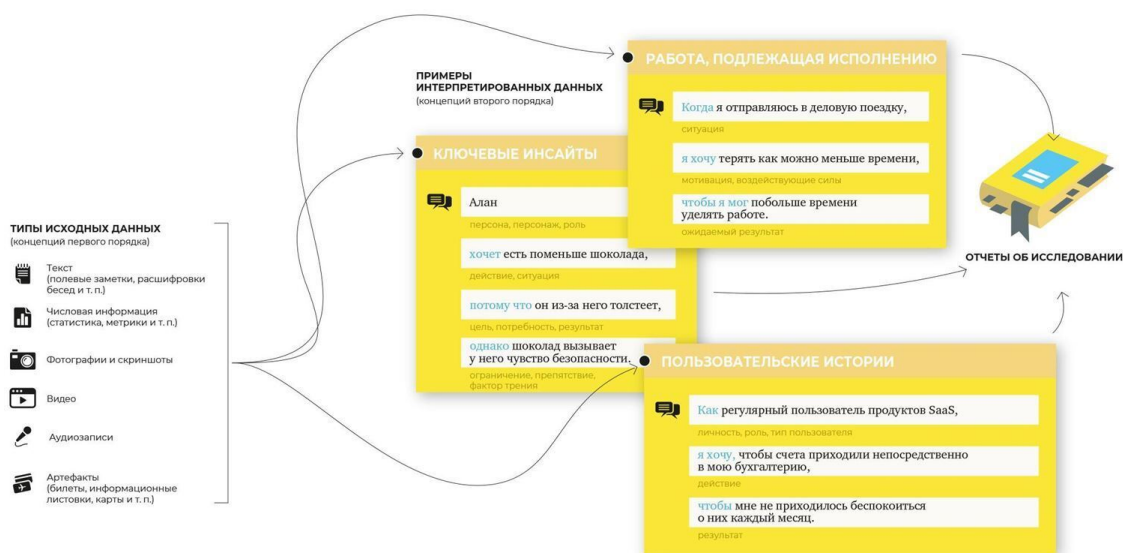 ТИПЫ ИСХОДНЫХ ДАННЫХ
(концепций первого порядка)
Текст
(полевые заметки, расшифровки
бесед и т. п.)
Числовая информация
(статистика, метрики и т. п.)
Фотографии и скриншоты
Видео
Аудиозаписи
Артефакты
(билеты, информационные
листовки, карты и т. п.)
ПРИМЕРЫ
ИНТЕРПРЕТИРОВАННЫХ ДАННЫХ
(концепций второго порядка)
КЛЮЧЕВЫЕ ИНСАЙТЫ
Алан
персона, персонаж, роль
хочет есть поменьше шоколада,
действие, ситуация
потому что он из-за него толстеет,
цель, потребность, результат
однако шоколад вызывает
у него чувство безопасности.
ограничение, препятствие,
фактор трения
РАБОТА, ПОДЛЕЖАЩАЯ ИСПОЛНЕНИЮ
Когда я отправляюсь в деловую поездку,
ситуация
я хочу терять как можно меньше времени,
мотивация, воздействующие силы
чтобы я мог побольше времени
уделять работе.
ожидаемый результат
ПОЛЬЗОВАТЕЛЬСКИЕ ИСТОРИИ
Как регулярный пользователь продуктов SaaS,
личность, роль, тип пользователя
я хочу, чтобы счета приходили непосредственно
в мою бухгалтерию,
действие
чтобы мне не приходилось беспокоиться
о них каждый месяц.
результат
ОТЧЕТЫ ОБ ИССЛЕДОВАНИИ